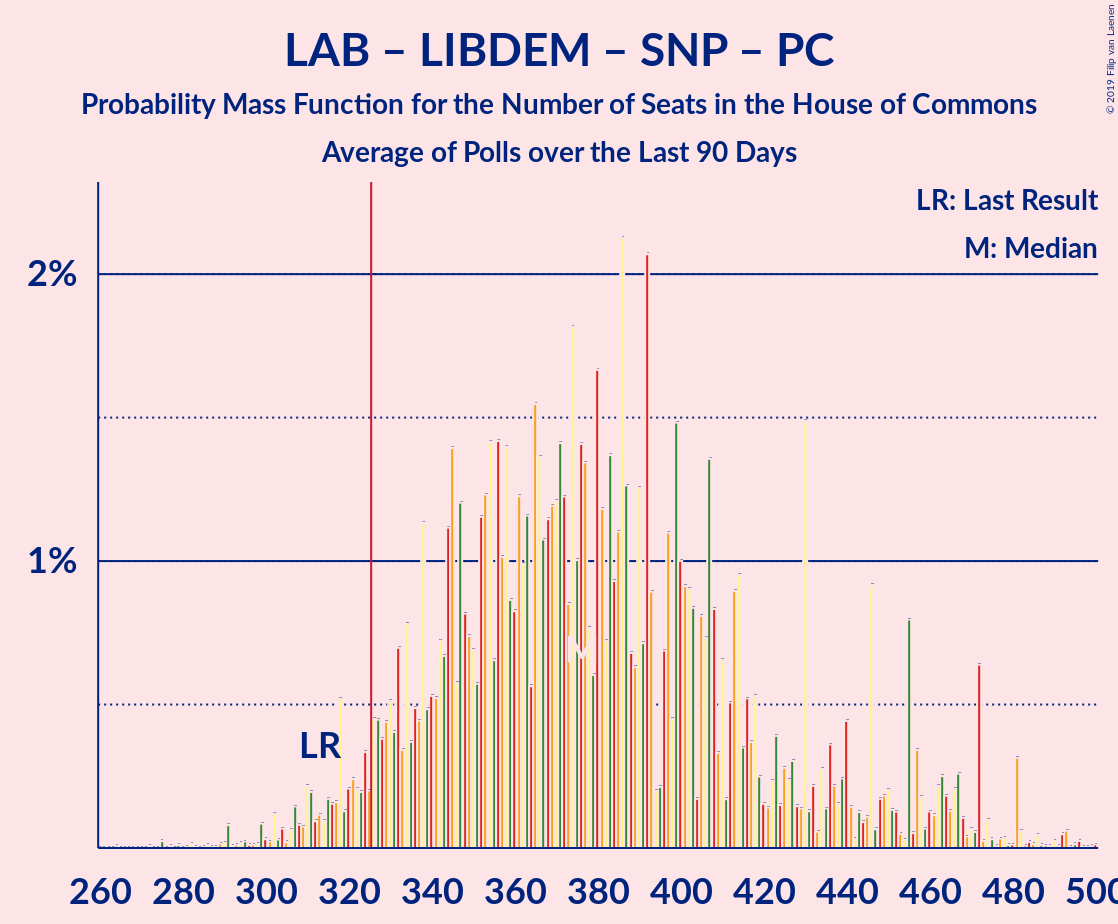 LAB – LIBDEM – SNP – PC
Probability Mass Function for the Number of Seats in the House of Commons
Average of Polls over the Last 90 Days
© 2019 Filip van Laenen
LR: Last Result
M: Median
2%
1%
M
LR
260 280 300 320 340 360 380 400 420 440 460 480 500